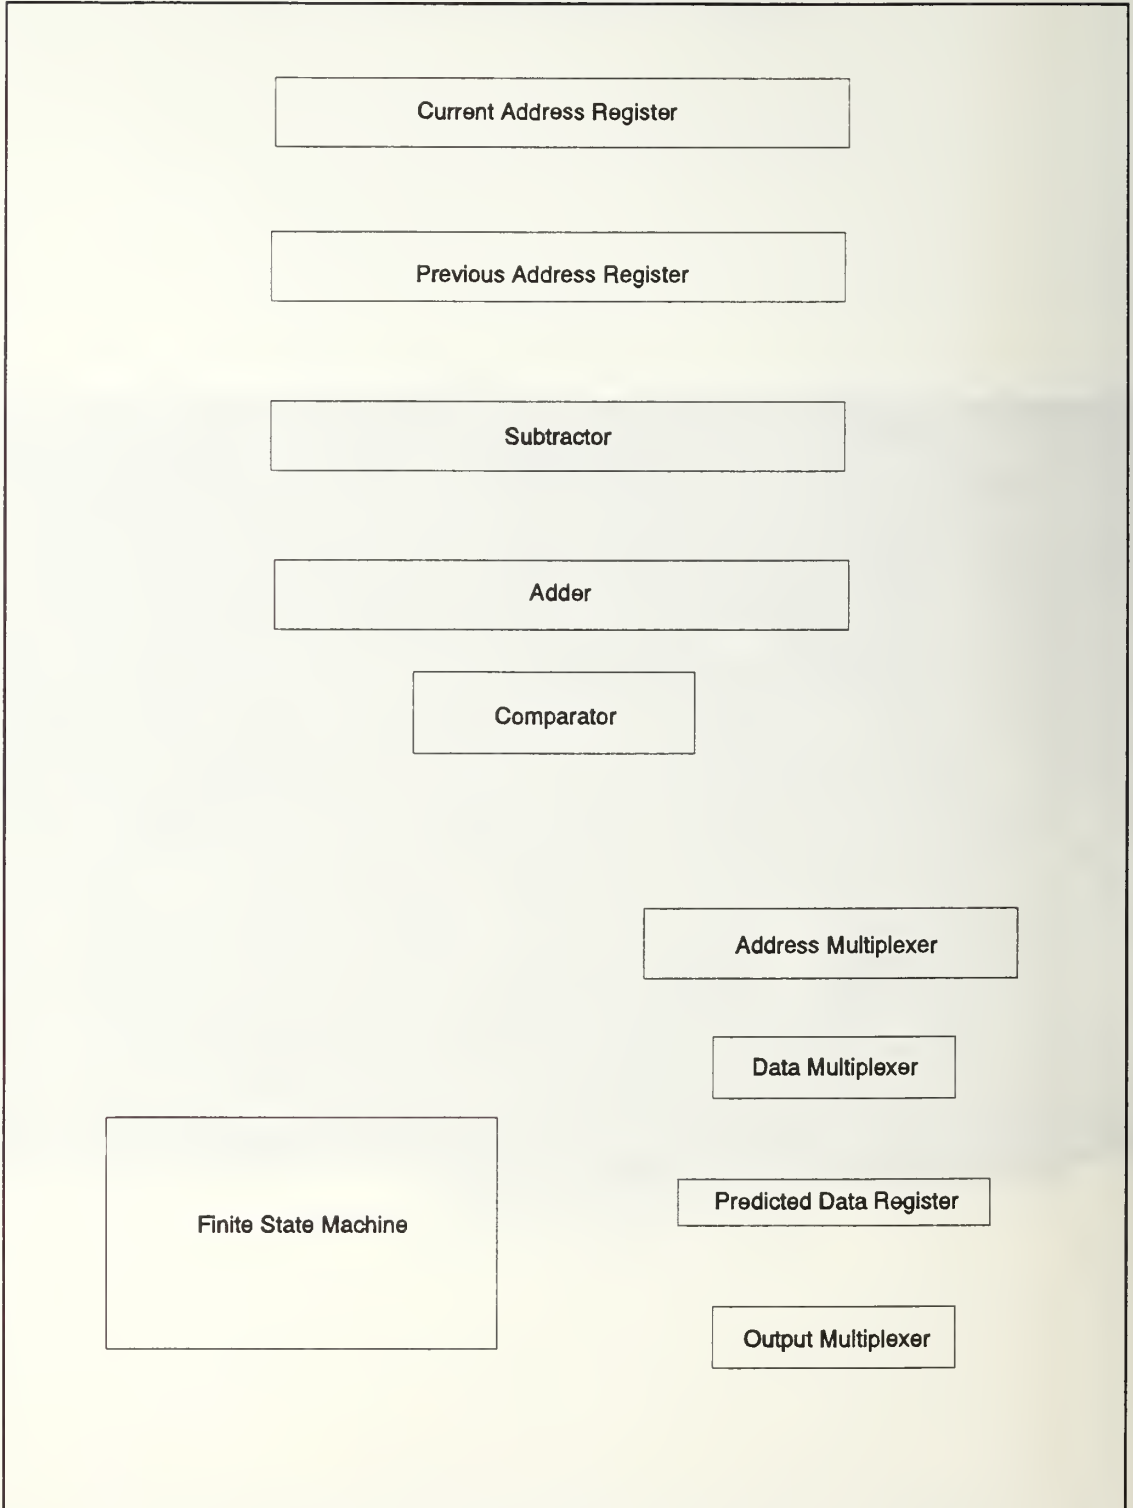 Current Address Register
Previous Address Register
Subtractor
Adder
Comparator
Address Multiplexer
Data Multiplexer
Predicted Data Register
Finite State Machine
Output Multiplexer